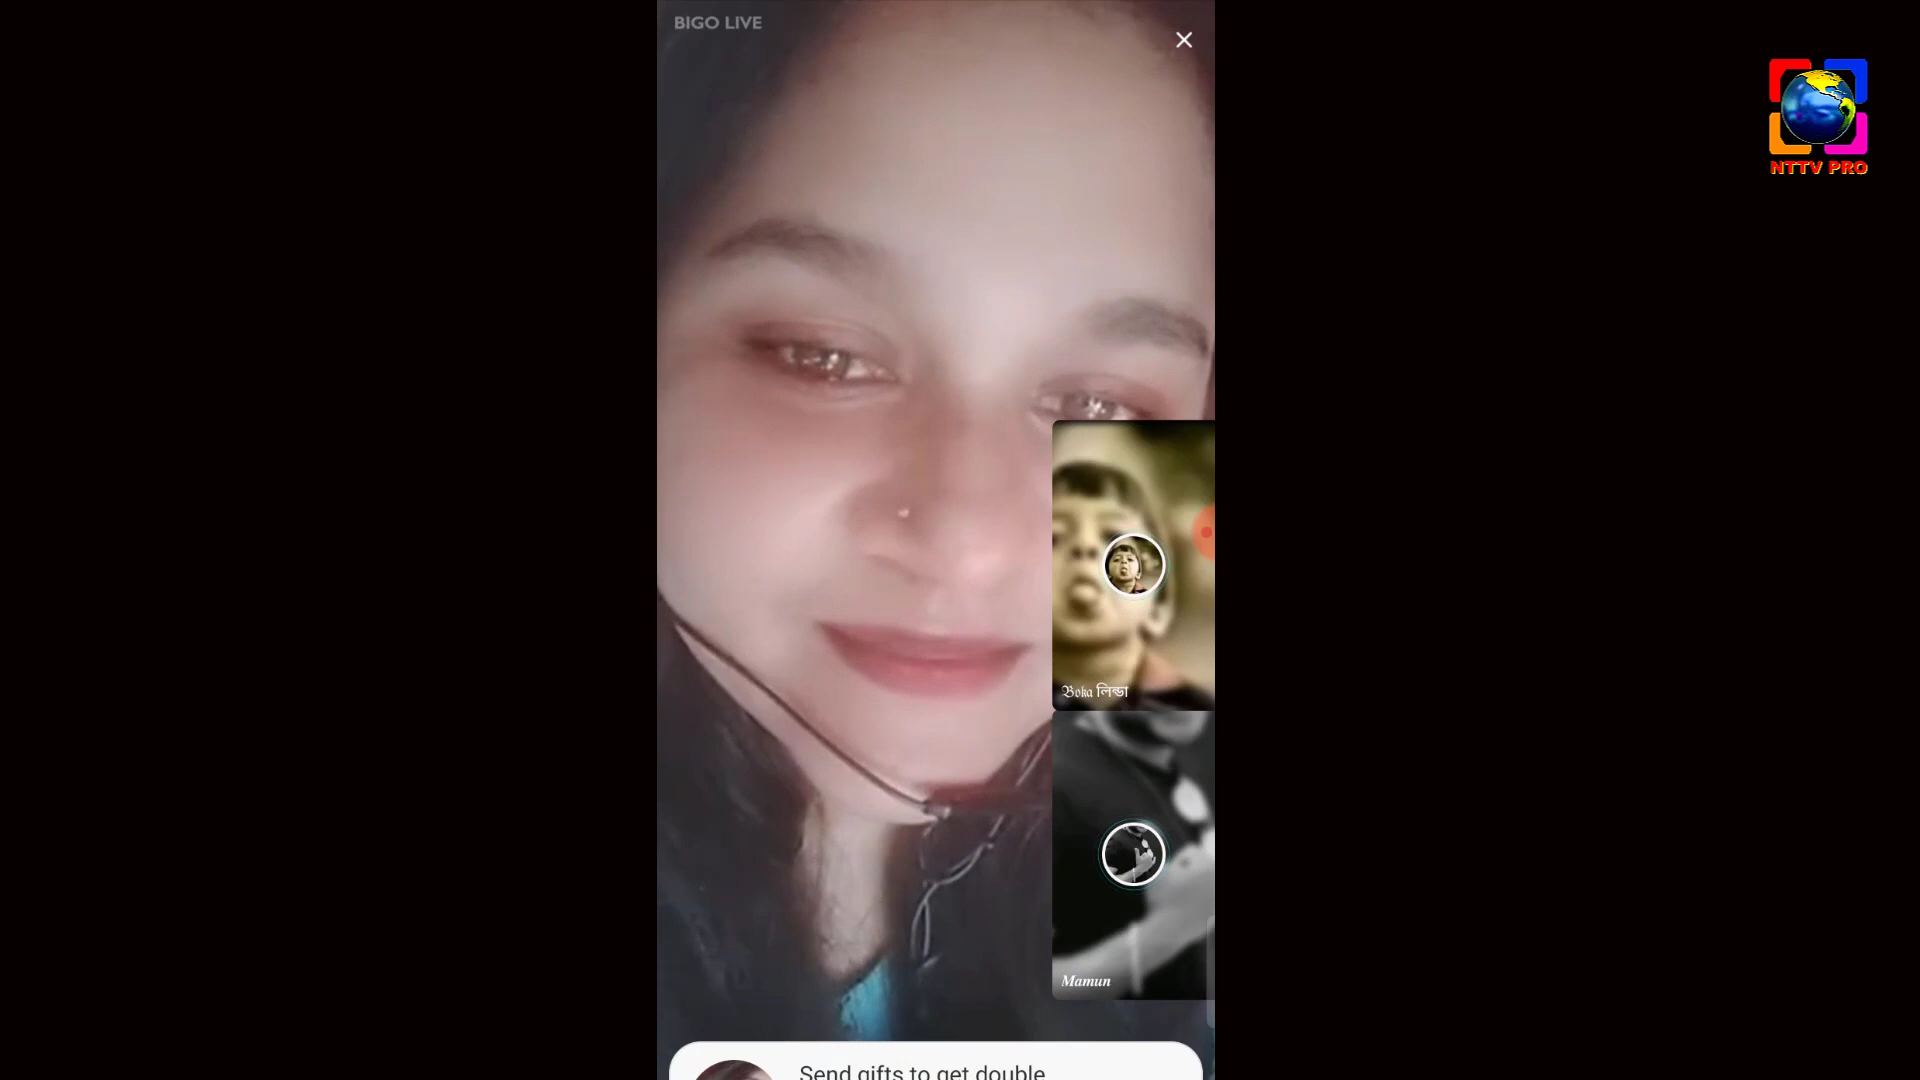 BIGO LIVE
NTTV PRO
Boka লিন্ডা
Mamun
Send gifts to get double